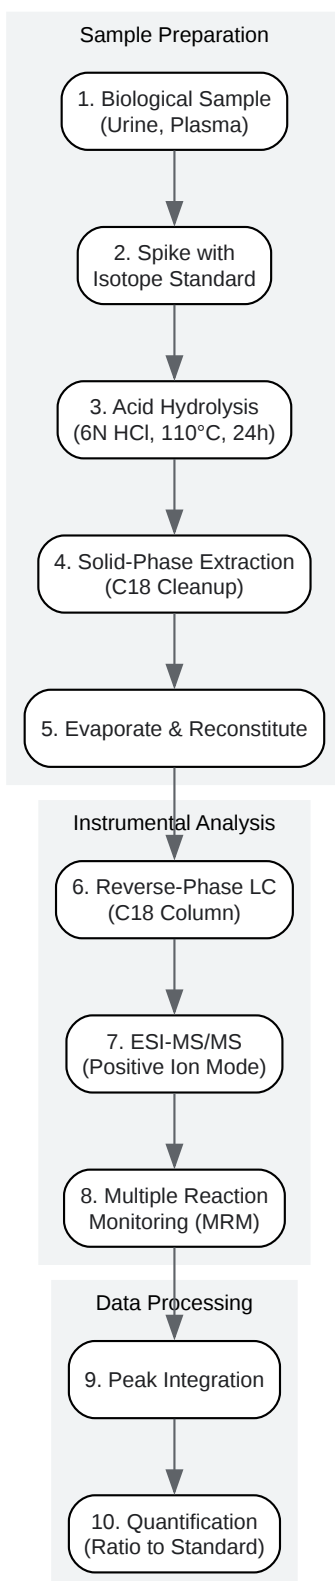 Sample Preparation
1. Biological Sample
(Urine, Plasma)
2. Spike with
Isotope Standard
3. Acid Hydrolysis
(6N HCl, 110°C, 24h)
4. Solid-Phase Extraction
(C18 Cleanup)
5. Evaporate & Reconstitute
Instrumental Analysis
6. Reverse-Phase LC
(C18 Column)
7. ESI-MS/MS
(Positive Ion Mode)
8. Multiple Reaction
Monitoring (MRM)
Data Processing
9. Peak Integration
10. Quantification
(Ratio to Standard)